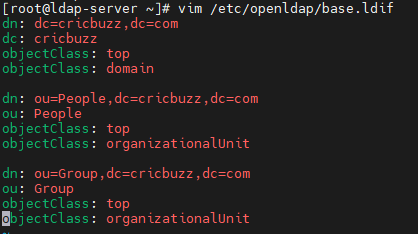 [root@ldap-server ~]# vim /etc/openldap/base.ldif
dn: dc=cricbuzz,dc=com
dc: cricbuzz
objectClass: top
objectClass: domain

dn: ou=People,dc=cricbuzz,dc=com
ou: People
objectClass: top
objectClass: organizationalUnit

dn: ou=Group,dc=cricbuzz,dc=com
ou: Group
objectClass: top
objectClass: organizationalUnit